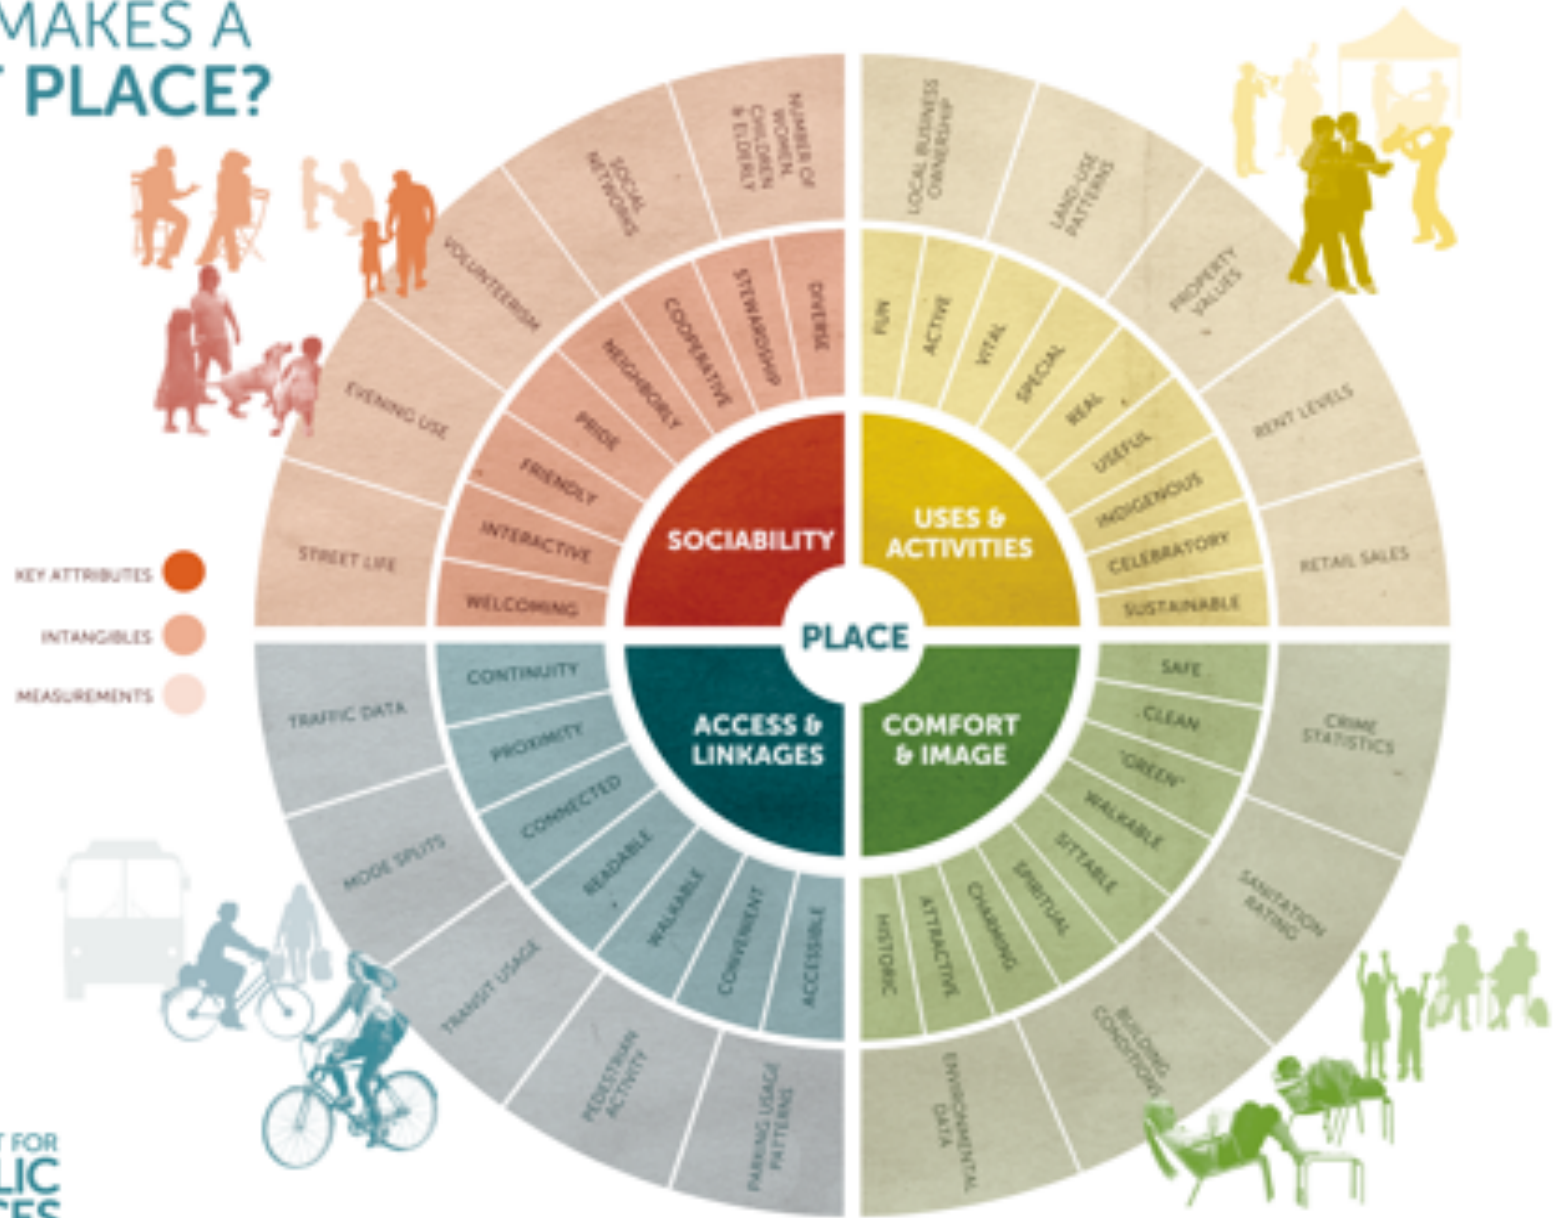 MAKES A
T PLACE?
NUMBER OF
WOMEN,
CHILDREN
& ELDERLY
SOCIAL
NETWORKS
VOLUNTEERISM
EVENING USE
STREET LIFE
DIVERSE
STEWARDSHIP
COOPERATIVE
NEIGHBORLY
PRIDE
FRIENDLY
INTERACTIVE
WELCOMING
SOCIABILITY
LOCAL BUSINESS
OWNERSHIP
LAND-USE
PATTERNS
PROPERTY
VALUES
RENT LEVELS
RETAIL SALES
FUN
ACTIVE
VITAL
SPECIAL
REAL
USEFUL
INDIGENOUS
CELEBRATORY
SUSTAINABLE
USES &
ACTIVITIES
PLACE
KEY ATTRIBUTES
INTANGIBLES
MEASUREMENTS
ACCESS &
LINKAGES
CONTINUITY
PROXIMITY
CONNECTED
READABLE
WALKABLE
CONVENIENT
ACCESSIBLE
TRAFFIC DATA
MODE SPLITS
TRANSIT USAGE
PEDESTRIAN
ACTIVITY
PARKING USAGE
PATTERNS
COMFORT
& IMAGE
SAFE
CLEAN
"GREEN"
WALKABLE
SITTABLE
SPIRITUAL
CHARMING
ATTRACTIVE
HISTORIC
CRIME
STATISTICS
SANITATION
RATING
BUILDING
CONDITIONS
ENVIRONMENTAL
DATA
T FOR
LIC
CES